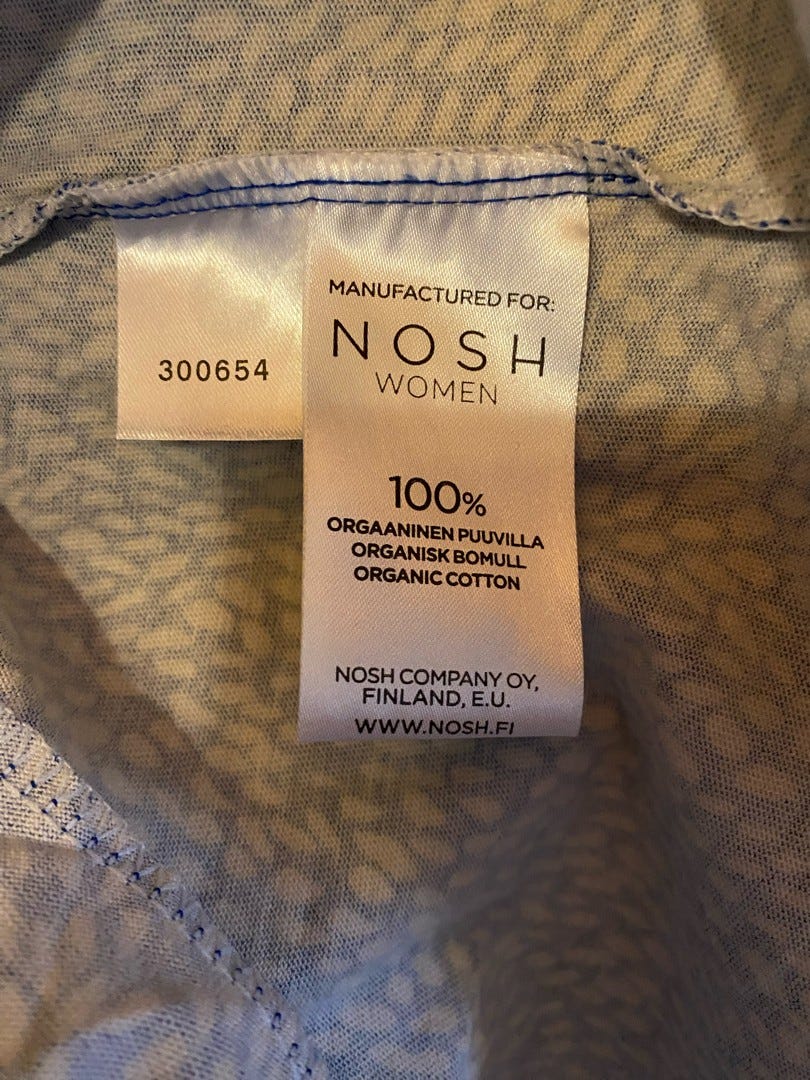 300654
MANUFACTURED FOR:
NOSH
WOMEN
100%
ORGAANINEN PUUVILLA
ORGANISK BOMULL
ORGANIC COTTON
NOSH COMPANY OY,
FINLAND, E.U.
WWW.NOSH.FI